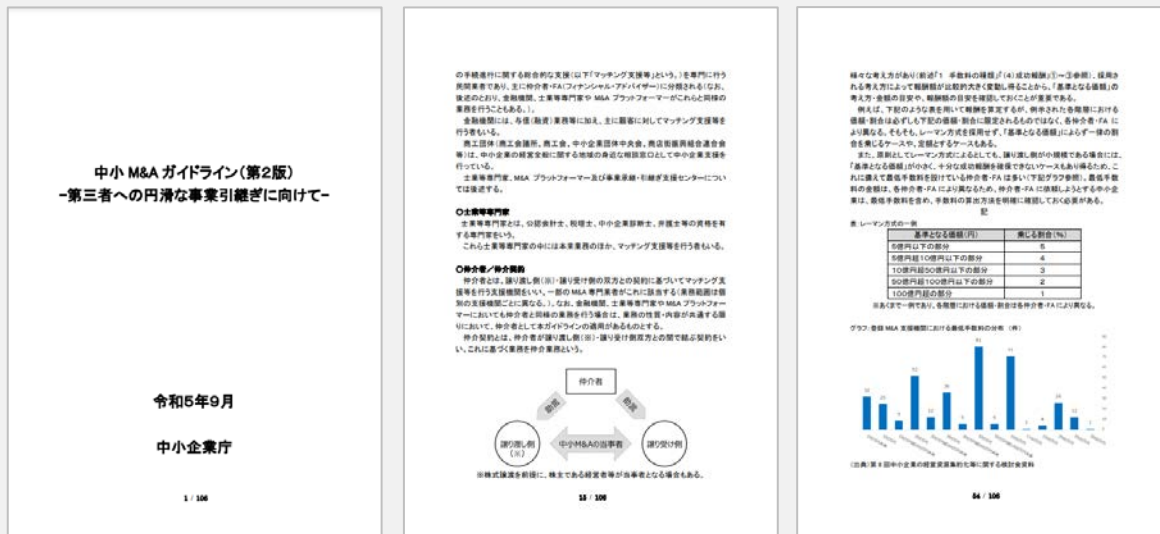 中小 M&A ガイドライン（第2版）
-第三者への円滑な事業引継ぎに向けて-
令和5年9月
中小企業庁
1 / 106
の手続進行に関する総合的な支援（以下「マッチング支援等」という。）を専門に行う
民間業者であり、主に仲介者・FA（フィナンシャル・アドバイザー）に分類される（なお、
後述のとおり、金融機関、士業等専門家や M&A プラットフォーマーがこれらと同様の
業務を行うこともある。）。
金融機関には、与信（融資）業務等に加え、主に顧客に対してマッチング支援等を
行う者もいる。
商工団体（商工会議所、商工会、中小企業団体中央会、商店街振興組合連合会
等）は、中小企業の経営全般に関する地域の身近な相談窓口として中小企業支援を
行っている。
士業等専門家、M&A プラットフォーマー及び事業承継・引継ぎ支援センターについ
ては後述する。
○士業等専門家
士業等専門家とは、公認会計士、税理士、中小企業診断士、弁護士等の資格を有
する専門家をいう。
これら士業等専門家の中には本来業務のほか、マッチング支援等を行う者もいる。
○仲介者／仲介契約
仲介者とは、譲り渡し側（※）・譲り受け側の双方との契約に基づいてマッチング支
援等を行う支援機関をいい、一部の M&A 専門業者がこれに該当する（業務範囲は個
別の支援機関ごとに異なる。）。なお、金融機関、士業等専門家や M&A プラットフォー
マーにおいても仲介者と同様の業務を行う場合は、業務の性質・内容が共通する限
りにおいて、仲介者として本ガイドラインの適用があるものとする。
仲介契約とは、仲介者が譲り渡し側（※）・譲り受け側双方との間で結ぶ契約をい
い、これに基づく業務を仲介業務という。
仲介者
助言
助言
譲り渡し側
（※）
中小M&Aの当事者
譲り受け側
※株式譲渡を前提に、株主である経営者等が当事者となる場合もある。
15 / 106
様々な考え方があり（前述「1 手数料の種類」「（4）成功報酬」①～③参照）、採用さ
れる考え方によって報酬額が比較的大きく変動し得ることから、「基準となる価額」の
考え方・金額の目安や、報酬額の目安を確認しておくことが重要である。
例えば、下記のような表を用いて報酬を算定するが、例示された各階層における
価額・割合は必ずしも下記の価額・割合に限定されるものではなく、各仲介者・FA に
より異なる。そもそも、レーマン方式を採用せず、「基準となる価額」によらず一律の割
合を乗じるケースや、定額とするケースもある。
また、原則としてレーマン方式によるとしても、譲り渡し側が小規模である場合には、
「基準となる価額」が小さく、十分な成功報酬を確保できないケースもあり得るため、こ
れに備えて最低手数料を設けている仲介者・FA は多い（下記グラフ参照）。最低手数
料の金額は、各仲介者・FA により異なるため、仲介者・FA に依頼しようとする中小企
業は、最低手数料を含め、手数料の算出方法を明確に確認しておく必要がある。
記
表：レーマン方式の一例
基準となる価額（円） 乗じる割合（％）
5億円以下の部分 5
5億円超10億円以下の部分 4
10億円超50億円以下の部分 3
50億円超100億円以下の部分 2
100億円超の部分 1
※あくまで一例であり、各階層における価額・割合は各仲介者・FA により異なる。
グラフ：登録 M&A 支援機関における最低手数料の分布 （件）
（出典）第8回中小企業の経営資源集約化等に関する検討会資料
54 / 106